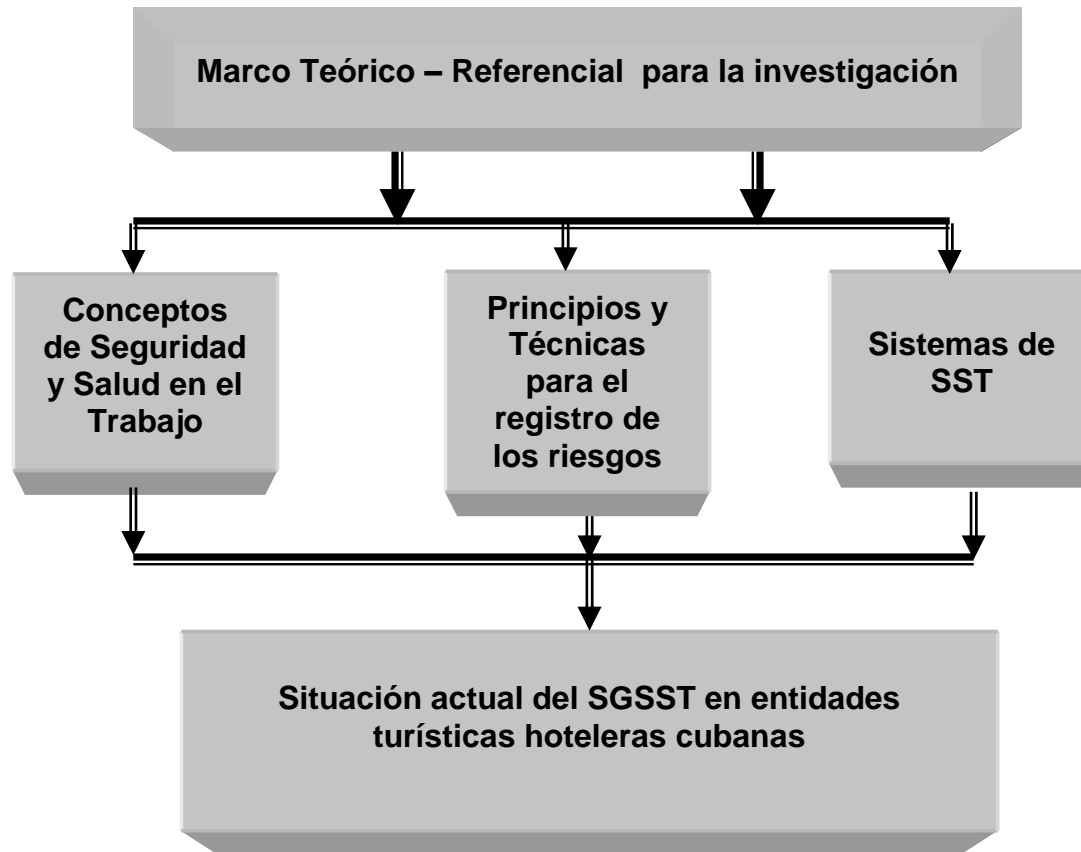 Marco Teórico – Referencial para la investigación
Conceptos
de Seguridad
y Salud en el
Trabajo
Principios y
Técnicas
para el
registro de
los riesgos
Sistemas de
SST
Situación actual del SGSST en entidades
turísticas hoteleras cubanas